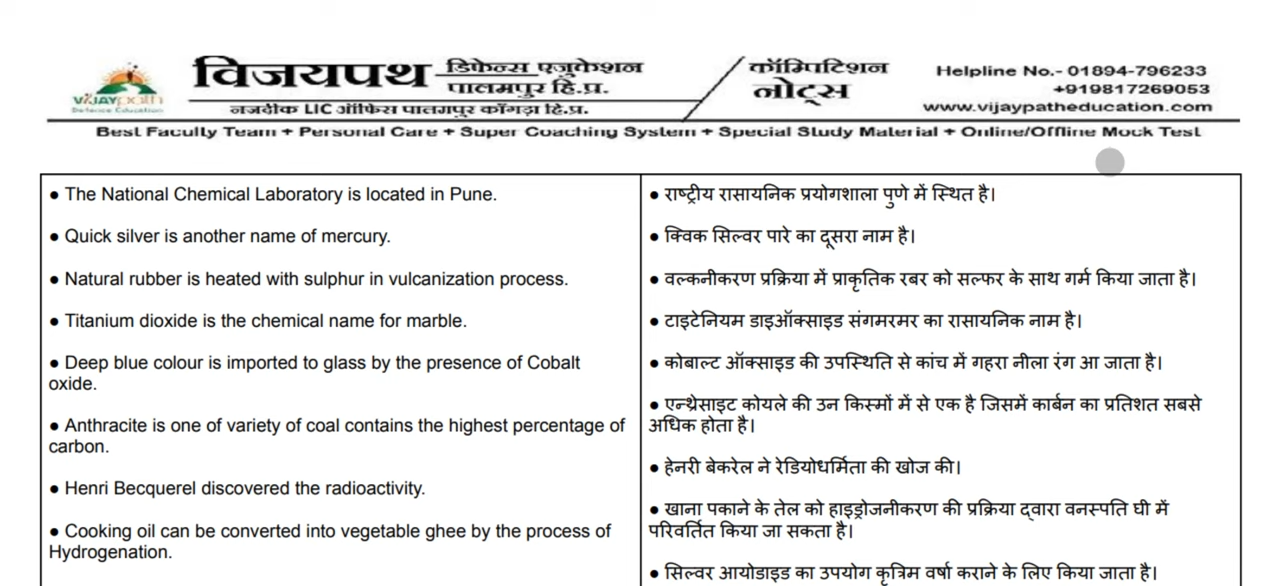 विजयपथ
डिफेन्स एजुकेशन
पालमपुर हि.प्र.
नजदीक LIC ऑफिस पालमपुर काँगड़ा हि.प्र.
कॉम्पिटिशन
नोट्स
Helpline No.- 01894-796233
+919817269053
www.vijaypatheducation.com
VIJAYpath
Defence Education
Best Faculty Team + Personal Care + Super Coaching System + Special Study Material + Online/Offline Mock Test
● The National Chemical Laboratory is located in Pune.
● Quick silver is another name of mercury.
● Natural rubber is heated with sulphur in vulcanization process.
● Titanium dioxide is the chemical name for marble.
● Deep blue colour is imported to glass by the presence of Cobalt
oxide.
● Anthracite is one of variety of coal contains the highest percentage of
carbon.
● Henri Becquerel discovered the radioactivity.
● Cooking oil can be converted into vegetable ghee by the process of
Hydrogenation.
● राष्ट्रीय रासायनिक प्रयोगशाला पुणे में स्थित है।
● क्विक सिल्वर पारे का दूसरा नाम है।
● वल्कनीकरण प्रक्रिया में प्राकृतिक रबर को सल्फर के साथ गर्म किया जाता है।
● टाइटेनियम डाइऑक्साइड संगमरमर का रासायनिक नाम है।
● कोबाल्ट ऑक्साइड की उपस्थिति से कांच में गहरा नीला रंग आ जाता है।
● एन्थ्रेसाइट कोयले की उन किस्मों में से एक है जिसमें कार्बन का प्रतिशत सबसे
अधिक होता है।
● हेनरी बेकरेल ने रेडियोधर्मिता की खोज की।
● खाना पकाने के तेल को हाइड्रोजनीकरण की प्रक्रिया द्वारा वनस्पति घी में
परिवर्तित किया जा सकता है।
● सिल्वर आयोडाइड का उपयोग कृत्रिम वर्षा कराने के लिए किया जाता है।